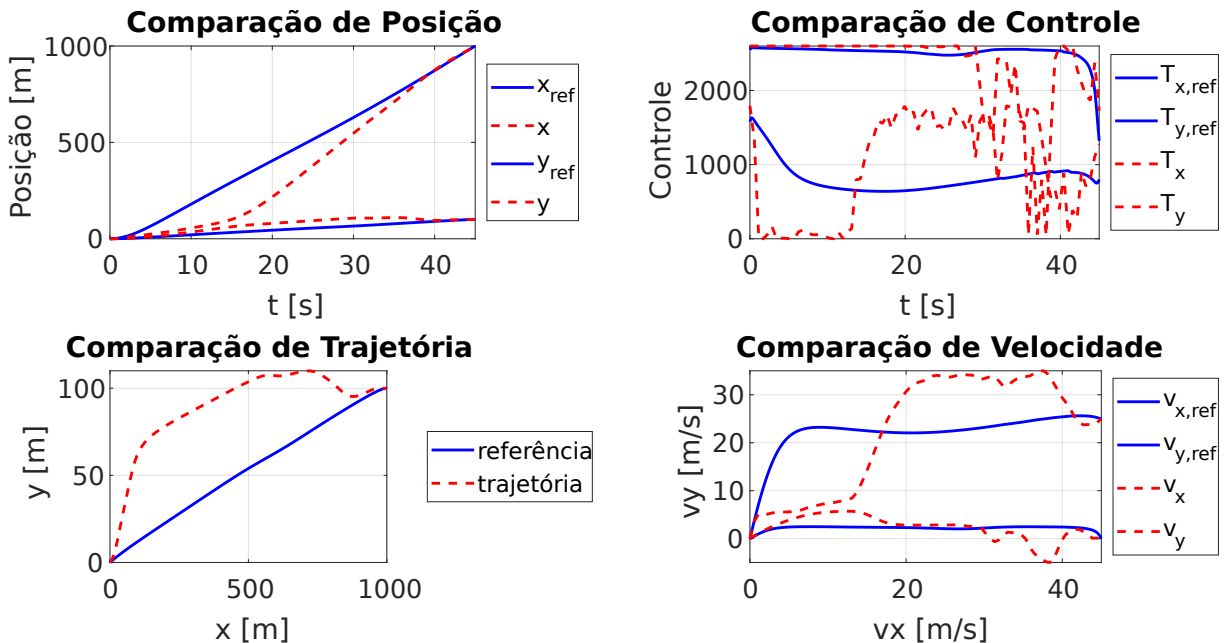 Comparação de Posição
Posição [m]
1000
500
0
0 10 20 30 40
t [s]
x_ref
x
y_ref
y
Comparação de Controle
Controle
2000
1000
0
0 20 40
t [s]
T_x,ref
T_y,ref
T_x
T_y
Comparação de Trajetória
y [m]
100
50
0
0 500 1000
x [m]
referência
trajetória
Comparação de Velocidade
vy [m/s]
30
20
10
0
0 20 40
vx [m/s]
v_x,ref
v_y,ref
v_x
v_y